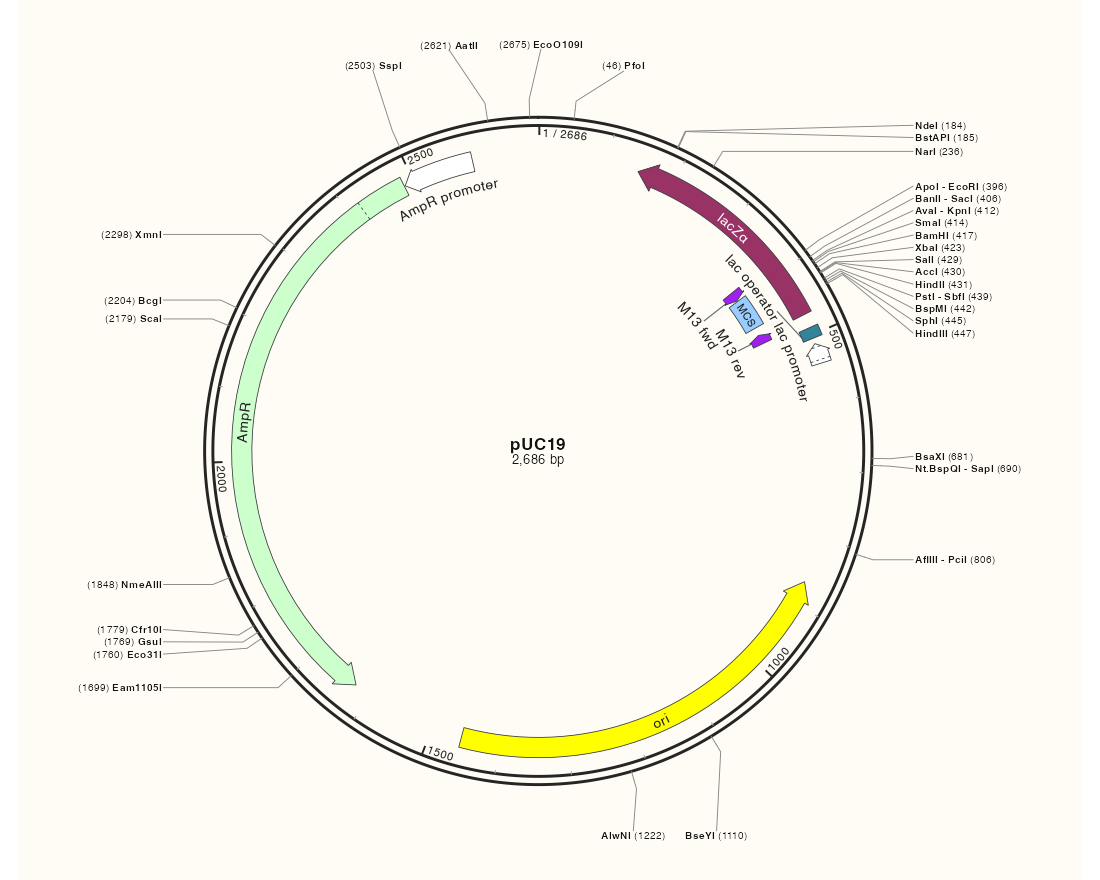 (2621) AatII
(2675) EcoO109I
(2503) SspI
(46) PfoI
1 / 2686
2500
AmpR promoter
NdeI (184)
BstAPI (185)
NarI (236)
ApoI - EcoRI (396)
BanII - SacI (406)
AvaI - KpnI (412)
SmaI (414)
BamHI (417)
XbaI (423)
SalI (429)
AccI (430)
HindII (431)
PstI - SbfI (439)
BspMI (442)
SphI (445)
HindIII (447)
lacZα
lac operator
lac promoter
500
MCS
M13 fwd
M13 rev
(2298) XmnI
(2204) BcgI
(2179) ScaI
AmpR
pUC19
2,686 bp
BsaXI (681)
Nt.BspQI - SapI (690)
2000
AflIII - PciI (806)
(1848) NmeAIII
(1779) Cfr10I
(1769) GsuI
(1760) Eco31I
(1699) Eam1105I
1000
ori
1500
AlwNI (1222)
BseYI (1110)